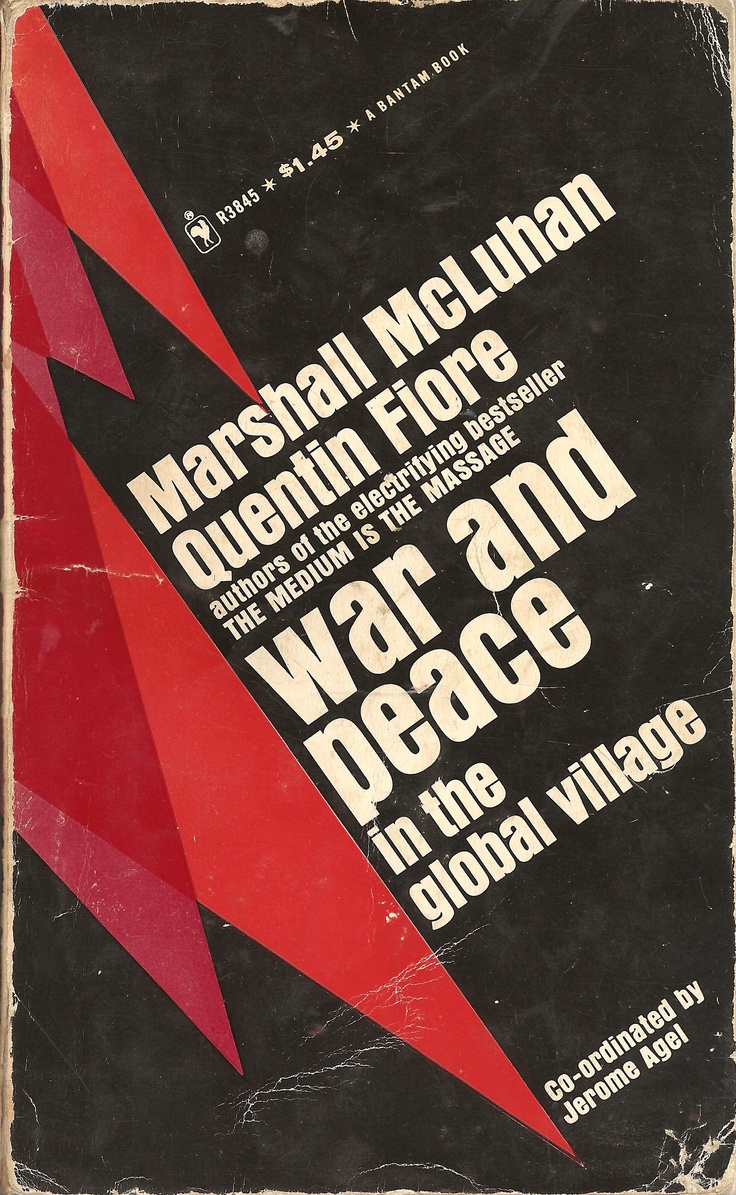 R3845 * $1.45 * A BANTAM BOOK
Marshall McLuhan
Quentin Fiore
authors of the electrifying bestseller
THE MEDIUM IS THE MASSAGE
war and
peace
in the
global village
co-ordinated by
Jerome Agel